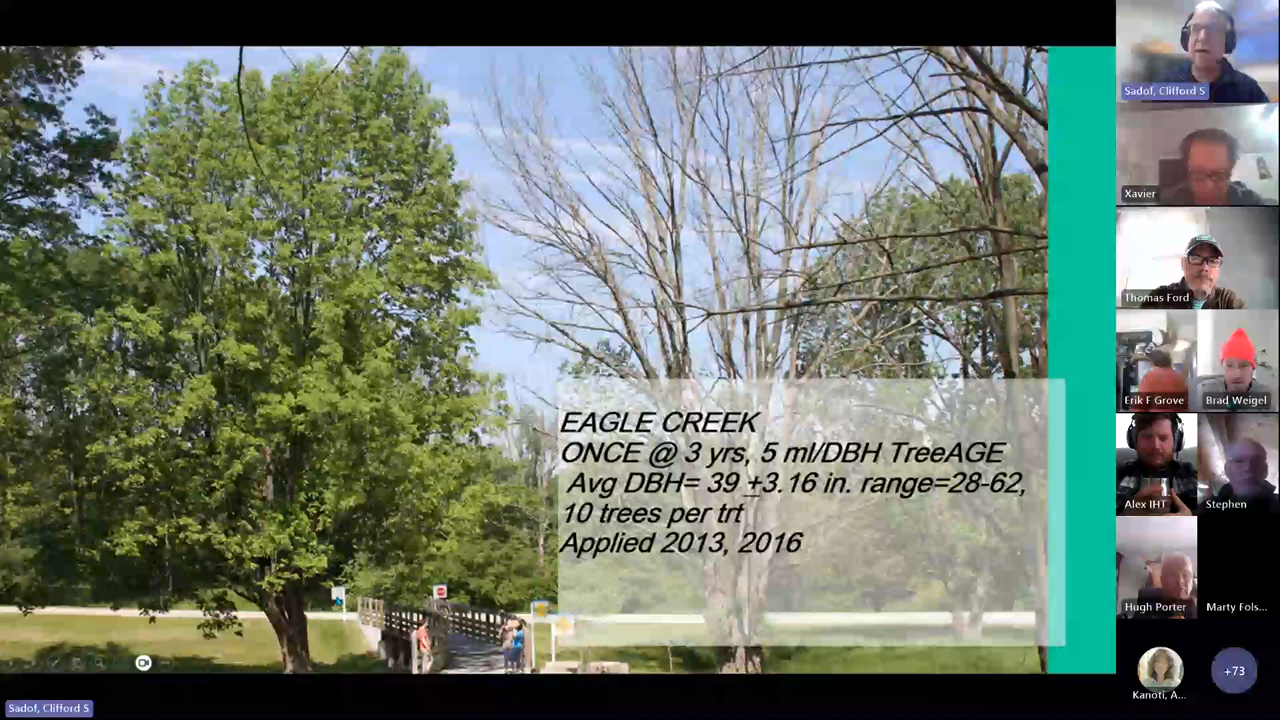 EAGLE CREEK
ONCE @ 3 yrs, 5 ml/DBH TreeAGE
Avg DBH= 39 ±3.16 in. range=28-62,
10 trees per trt
Applied 2013, 2016
Sadof, Clifford S
Xavier
Thomas Ford
Erik F Grove
Brad Weigel
Alex IHT
Stephen
Hugh Porter
Marty Fols...
Kanoti, A...
+73
Sadof, Clifford S